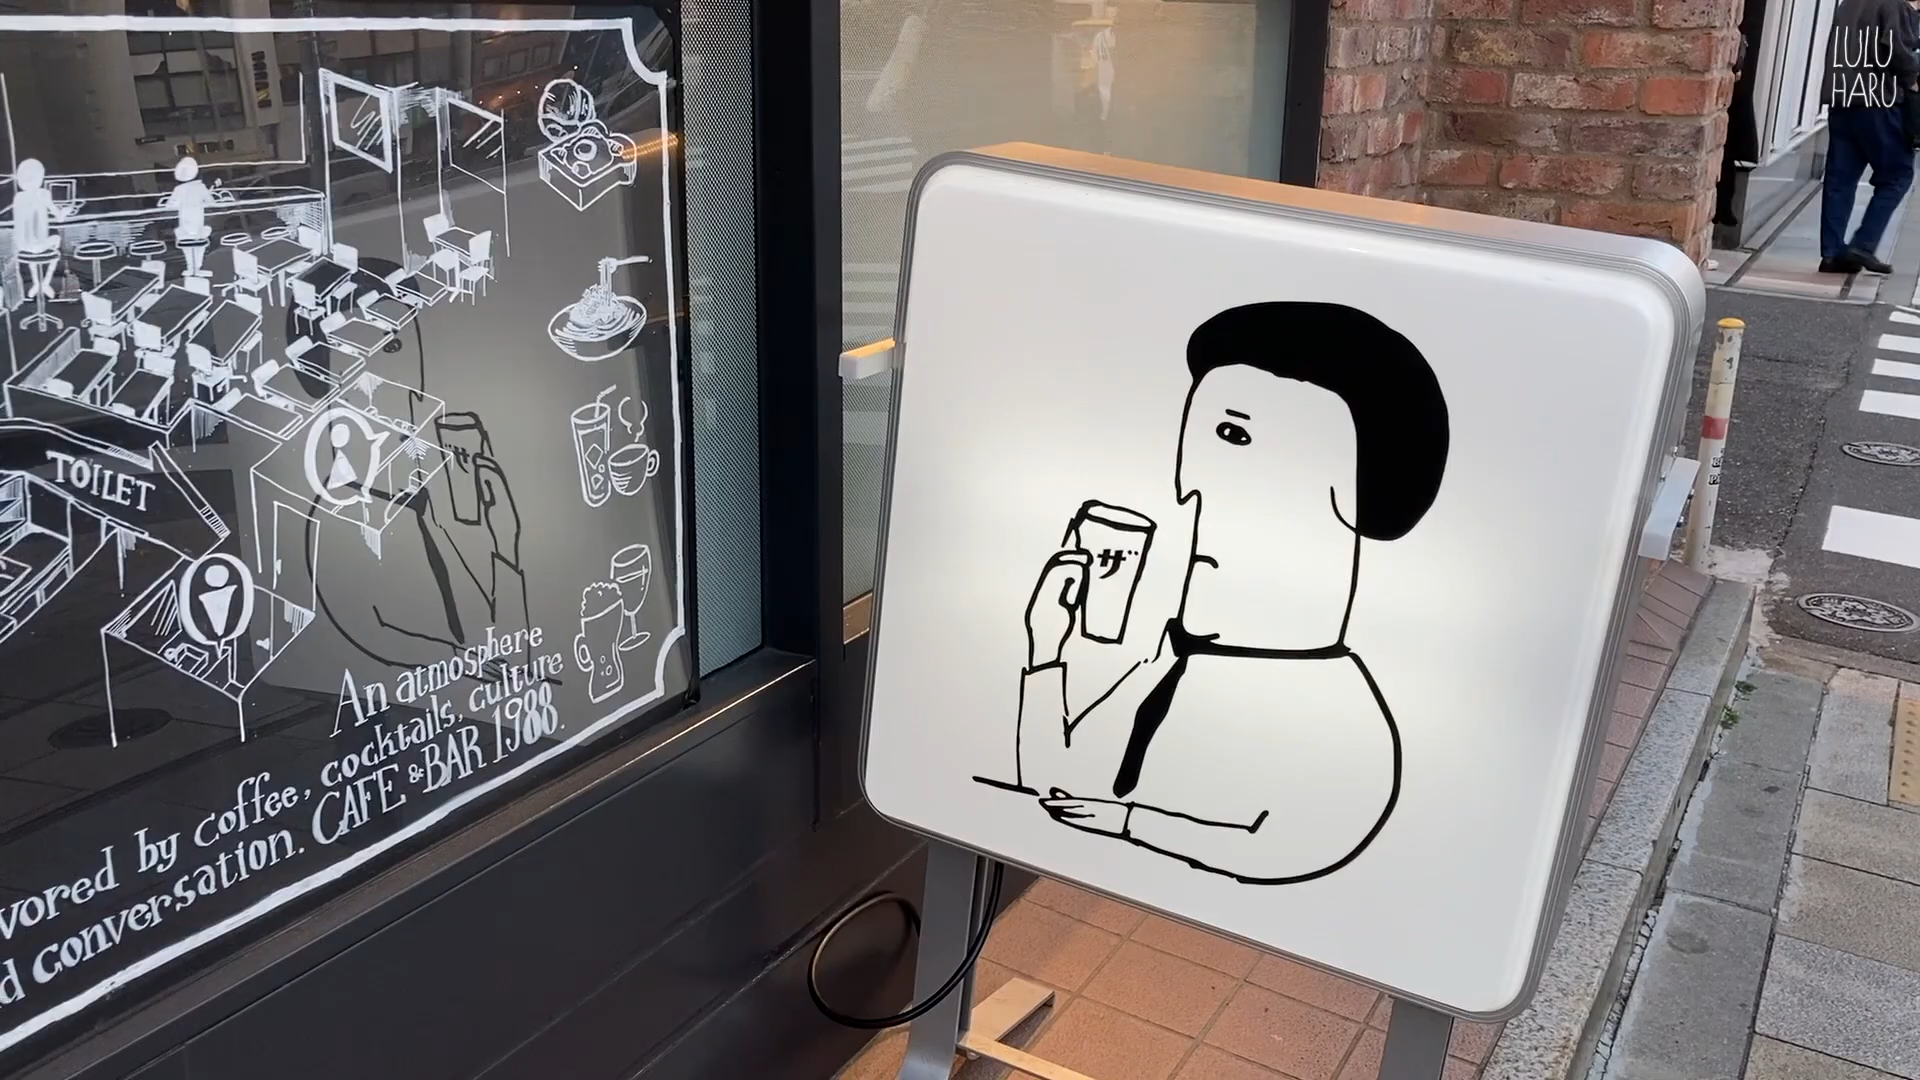 LULU
HARU
TOILET
ザ
An atmosphere
vored by coffee, cocktails, culture
d conversation. CAFE & BAR 1988.